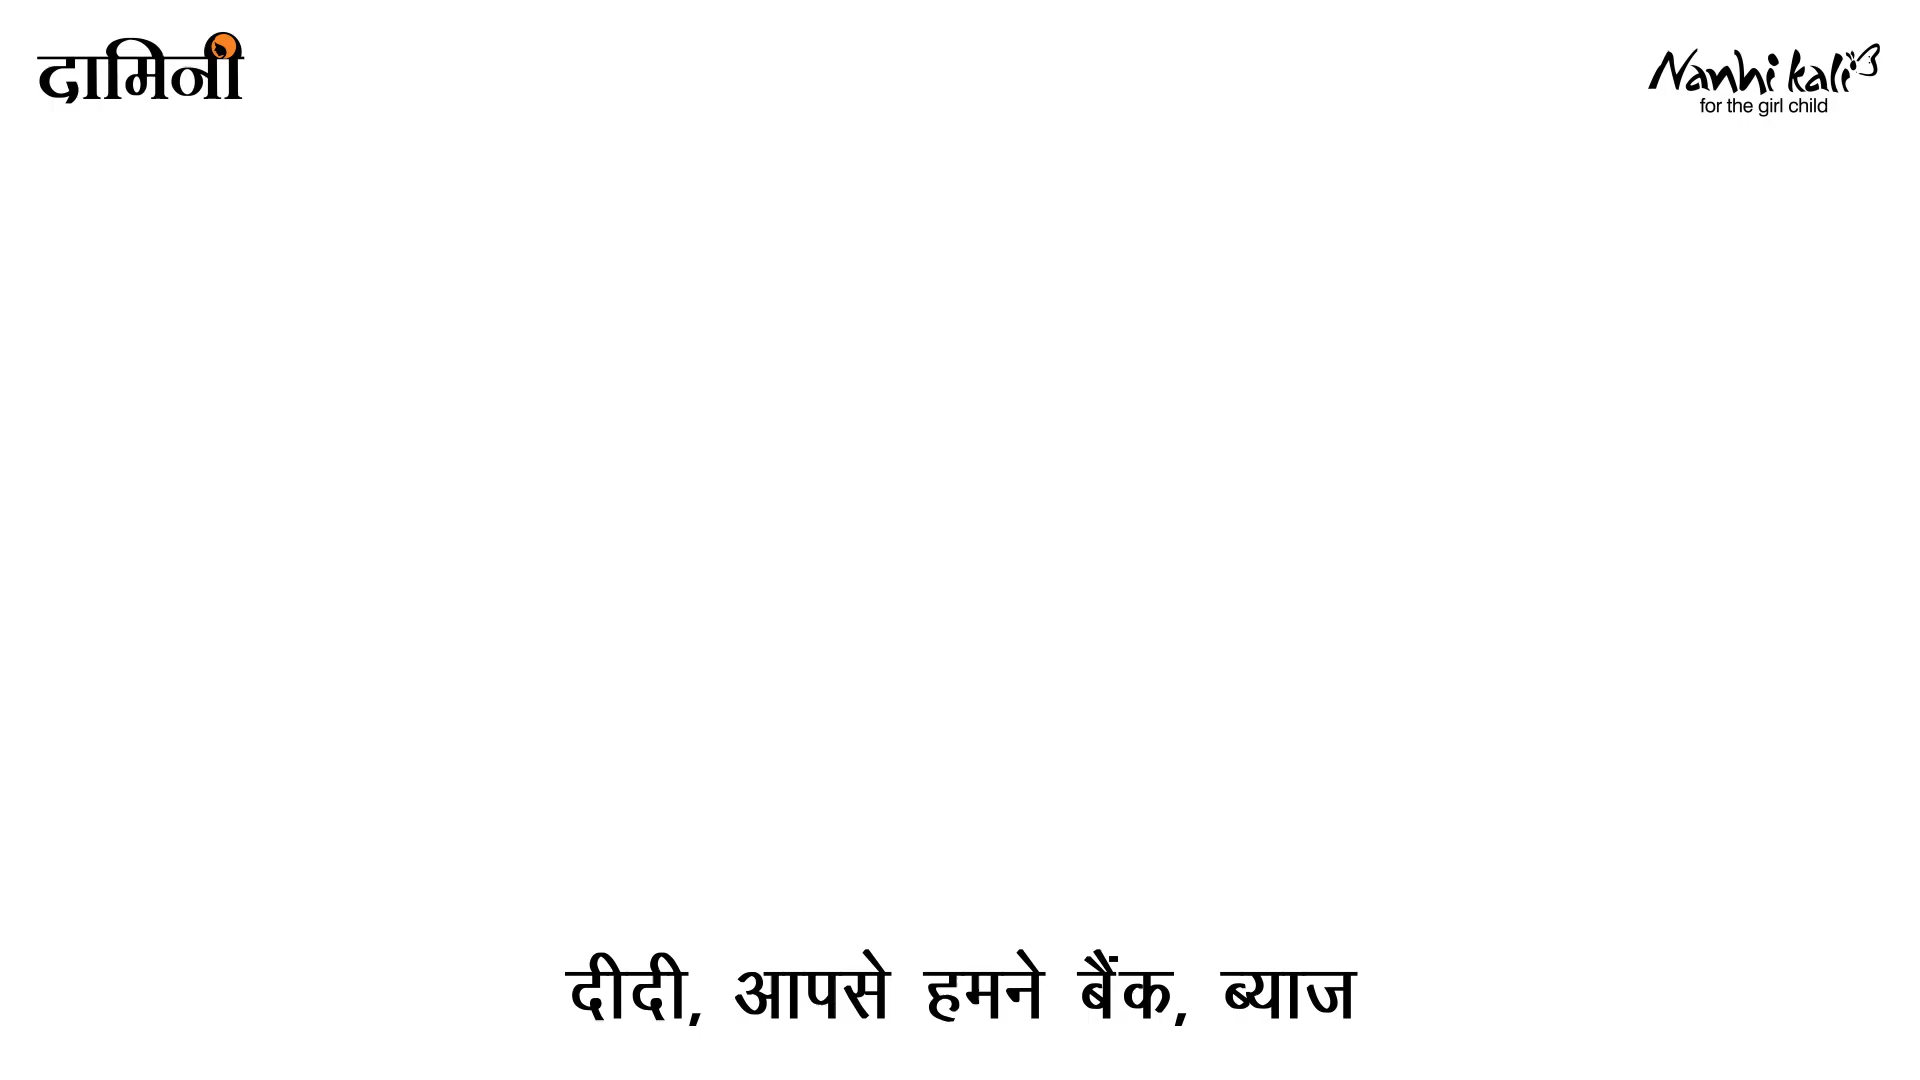 दामिनी
Nanhi kali
for the girl child
दीदी, आपसे हमने बैंक, ब्याज